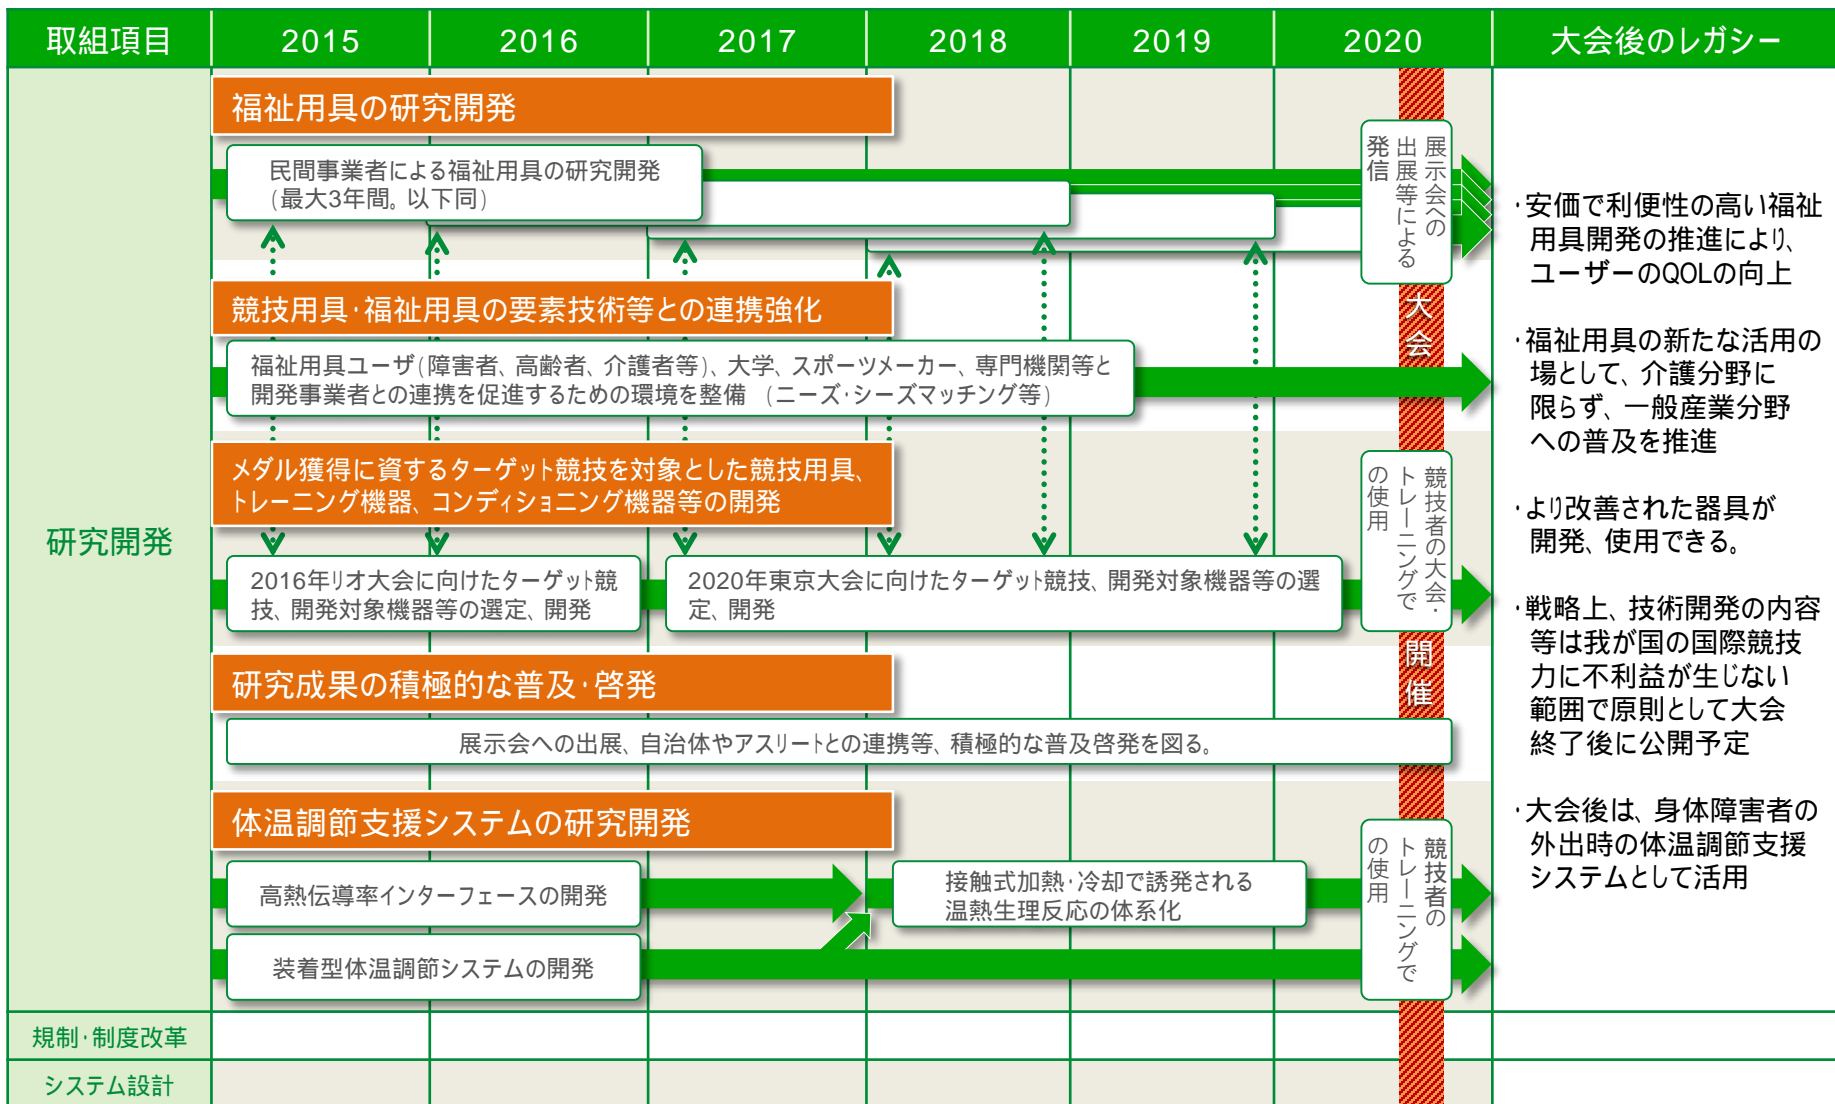 取組項目
2015
2016
2017
2018
2019
2020
大会後のレガシー
研究開発
福祉用具の研究開発
民間事業者による福祉用具の研究開発
(最大3年間。以下同)
展示会への
出展等による
発信
競技用具・福祉用具の要素技術等との連携強化
福祉用具ユーザ(障害者、高齢者、介護者等)、大学、スポーツメーカー、専門機関等と
開発事業者との連携を促進するための環境を整備 (ニーズ・シーズマッチング等)
メダル獲得に資するターゲット競技を対象とした競技用具、
トレーニング機器、コンディショニング機器等の開発
2016年リオ大会に向けたターゲット競
技、開発対象機器等の選定、開発
2020年東京大会に向けたターゲット競技、開発対象機器等の選
定、開発
競技者の大会・
トレーニングで
の使用
研究成果の積極的な普及・啓発
展示会への出展、自治体やアスリートとの連携等、積極的な普及啓発を図る。
体温調節支援システムの研究開発
高熱伝導率インターフェースの開発
接触式加熱・冷却で誘発される
温熱生理反応の体系化
装着型体温調節システムの開発
競技者の
トレーニングで
の使用
大会
開催
・安価で利便性の高い福祉
用具開発の推進により、
ユーザーのQOLの向上
・福祉用具の新たな活用の
場として、介護分野に
限らず、一般産業分野
への普及を推進
・より改善された器具が
開発、使用できる。
・戦略上、技術開発の内容
等は我が国の国際競技
力に不利益が生じない
範囲で原則として大会
終了後に公開予定
・大会後は、身体障害者の
外出時の体温調節支援
システムとして活用
規制・制度改革
システム設計